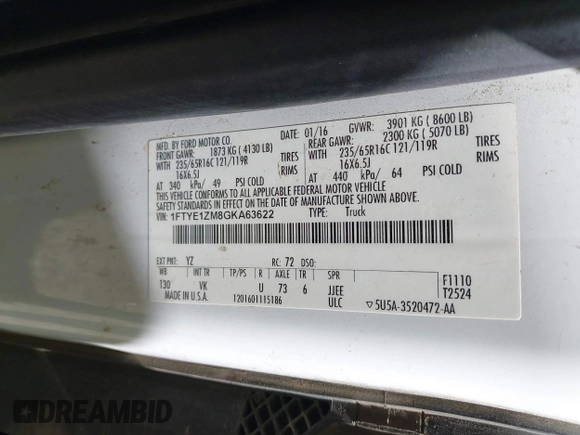 MFD. BY FORD MOTOR CO.
DATE: 01/16 GVWR: 3901 KG ( 8600 LB)
FRONT GAWR: 1873 KG ( 4130 LB) REAR GAWR: 2300 KG ( 5070 LB)
WITH 235/65R16C 121/119R TIRES WITH 235/65R16C 121/119R TIRES
16X6.5J RIMS 16X6.5J RIMS
AT 340 kPa/ 49 PSI COLD AT 440 kPa/ 64 PSI COLD
THIS VEHICLE CONFORMS TO ALL APPLICABLE FEDERAL MOTOR VEHICLE
SAFETY STANDARDS IN EFFECT ON THE DATE OF MANUFACTURE SHOWN ABOVE.
VIN: 1FTYE1ZM8GKA63622 TYPE: Truck
EXT PNT: YZ RC: 72 DSO:
WB INT TR TP/PS R AXLE TR SPR
130 VK U 73 6 JJEE
F1110
T2524
MADE IN U.S.A. T201601115186 ULC 5U5A-3520472-AA
DREAMBID